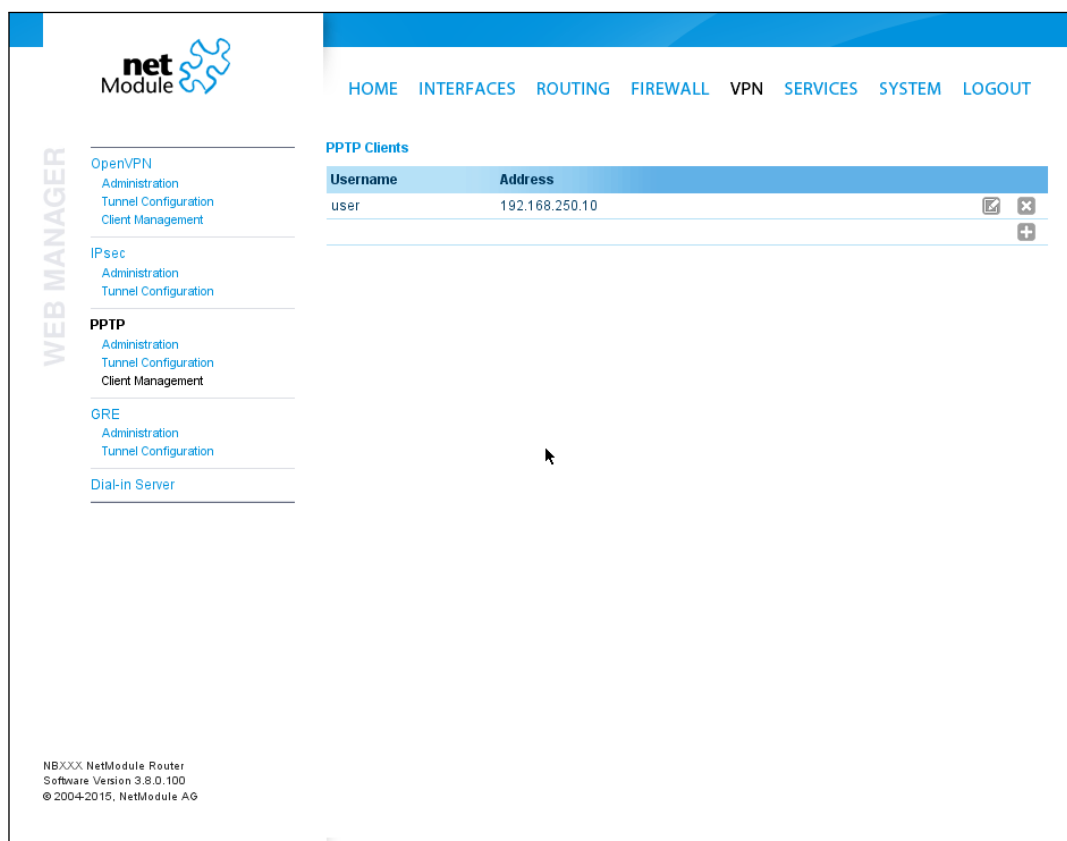 net
Module
HOME INTERFACES ROUTING FIREWALL VPN SERVICES SYSTEM LOGOUT
WEB MANAGER
OpenVPN
Administration
Tunnel Configuration
Client Management
IPsec
Administration
Tunnel Configuration
PPTP
Administration
Tunnel Configuration
Client Management
GRE
Administration
Tunnel Configuration
Dial-in Server
PPTP Clients
Username Address
user 192.168.250.10
NBXXX NetModule Router
Software Version 3.8.0.100
© 2004-2015, NetModule AG